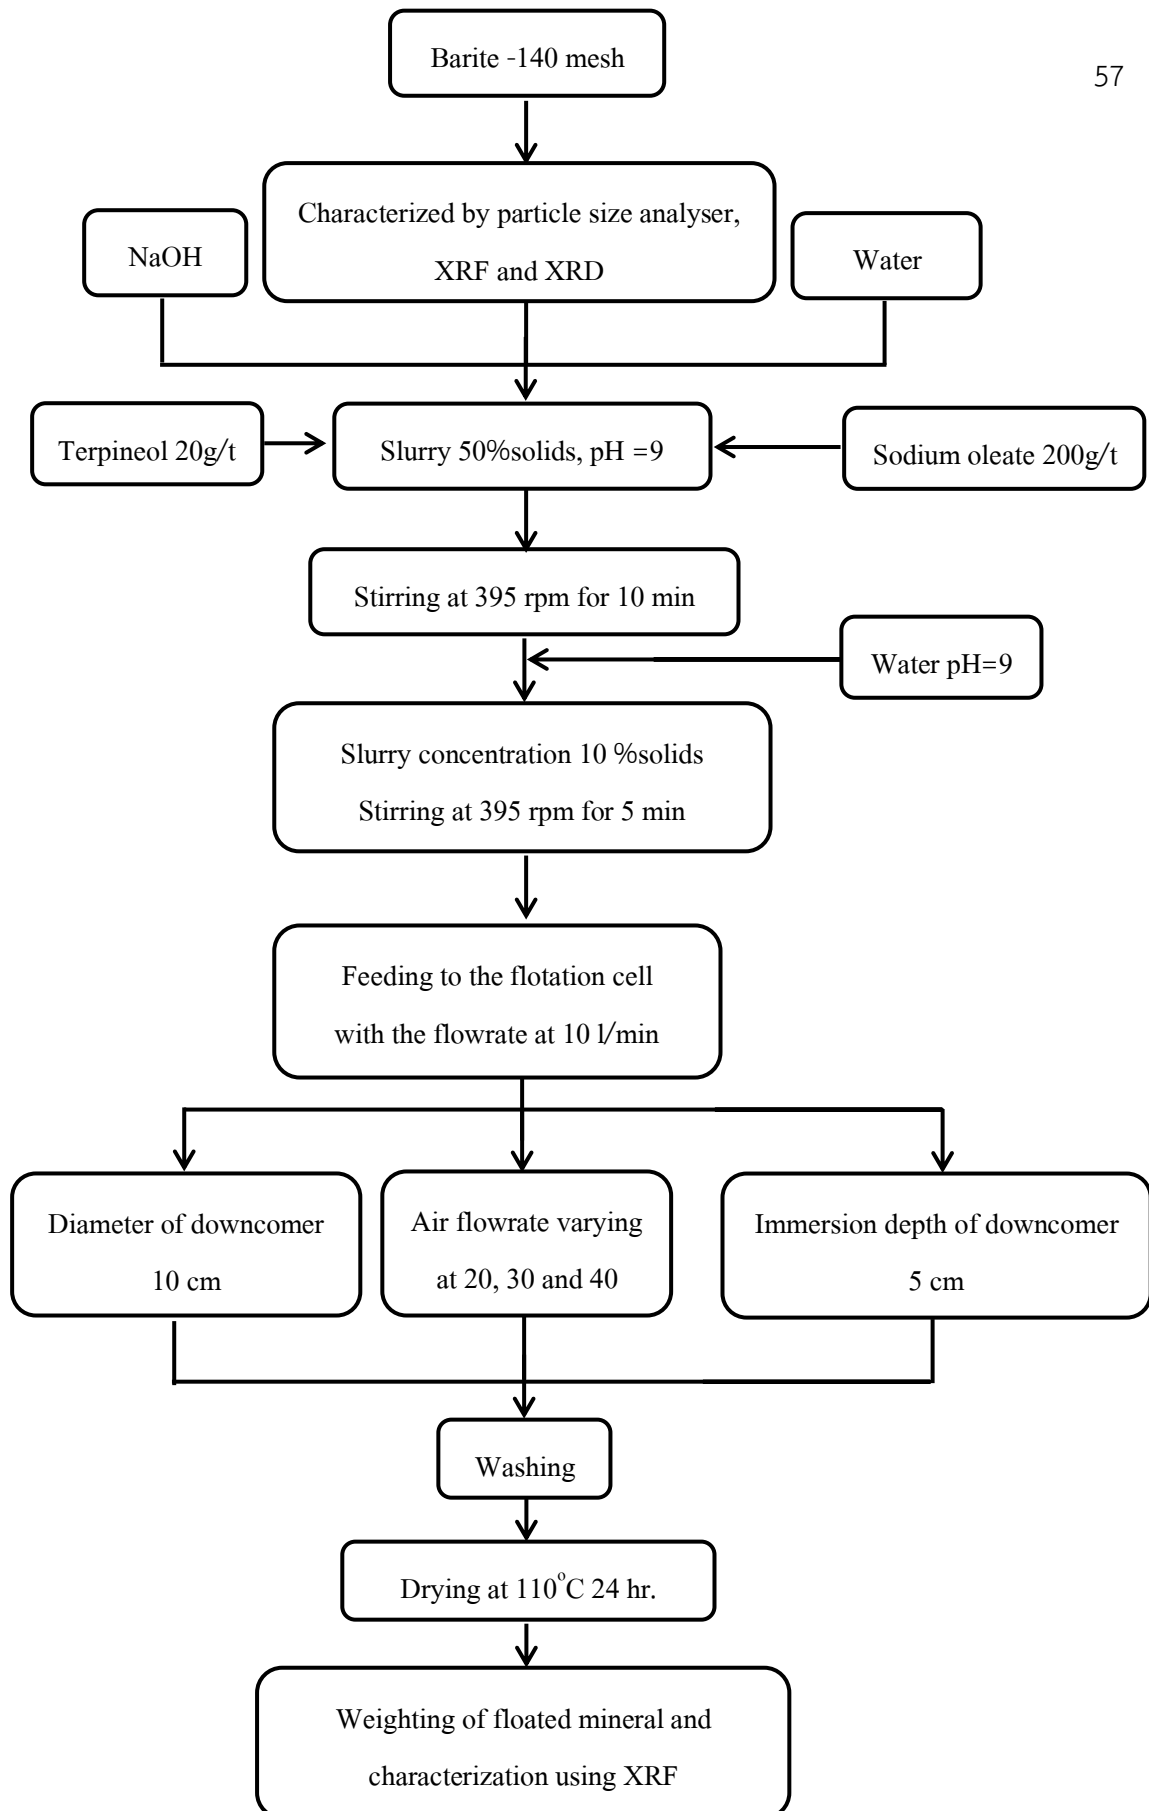 57
Barite -140 mesh
Characterized by particle size analyser,
XRF and XRD
NaOH
Water
Terpineol 20g/t
Slurry 50%solids, pH =9
Sodium oleate 200g/t
Stirring at 395 rpm for 10 min
Water pH=9
Slurry concentration 10 %solids
Stirring at 395 rpm for 5 min
Feeding to the flotation cell
with the flowrate at 10 l/min
Diameter of downcomer
10 cm
Air flowrate varying
at 20, 30 and 40
Immersion depth of downcomer
5 cm
Washing
Drying at 110°C 24 hr.
Weighting of floated mineral and
characterization using XRF